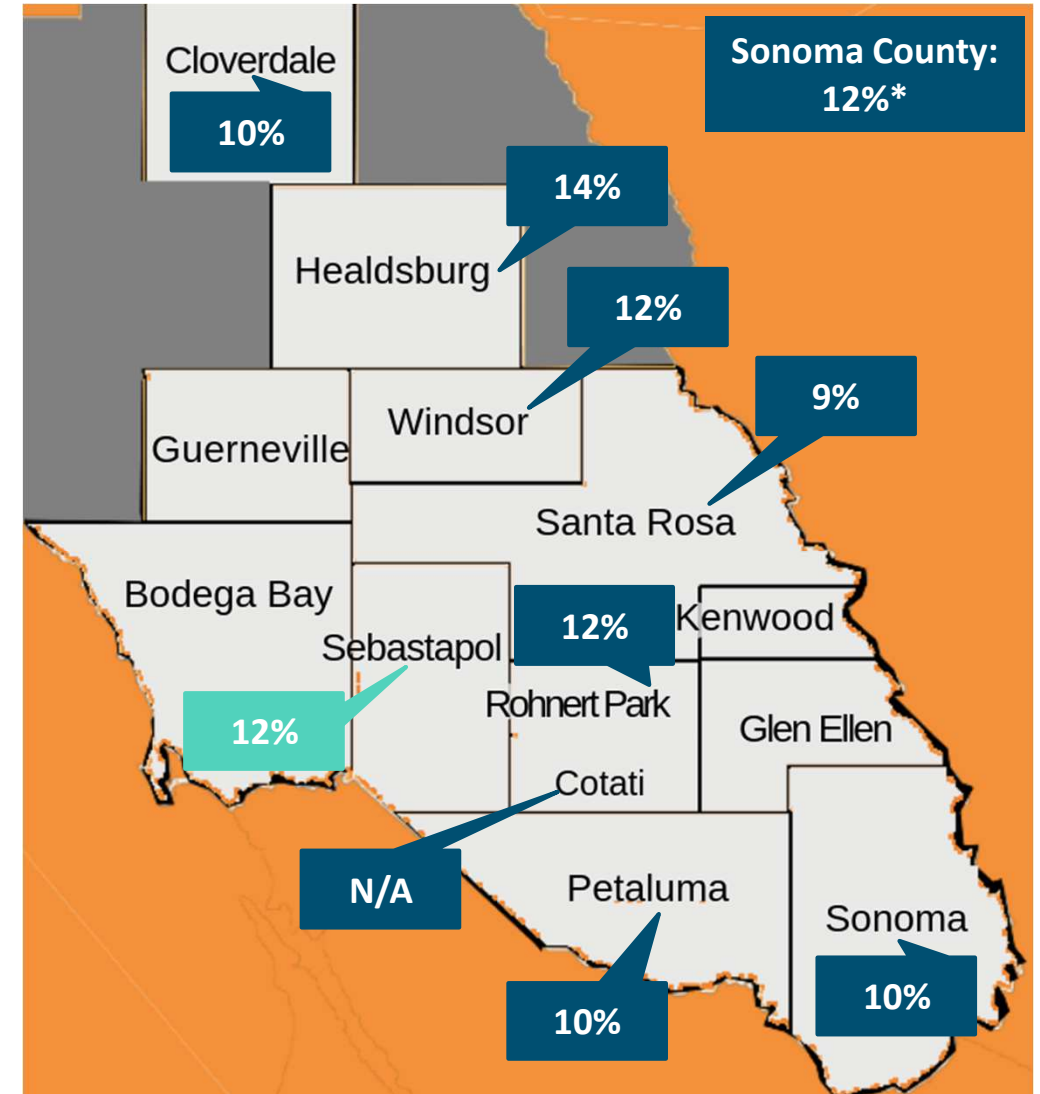 Cloverdale
Sonoma County:
12%*
10%
14%
Healdsburg
12%
9%
Windsor
Guerneville
Santa Rosa
Bodega Bay
12%
Kenwood
Sebastapol
Rohnert Park
12%
Glen Ellen
Cotati
N/A
Petaluma
Sonoma
10%
10%